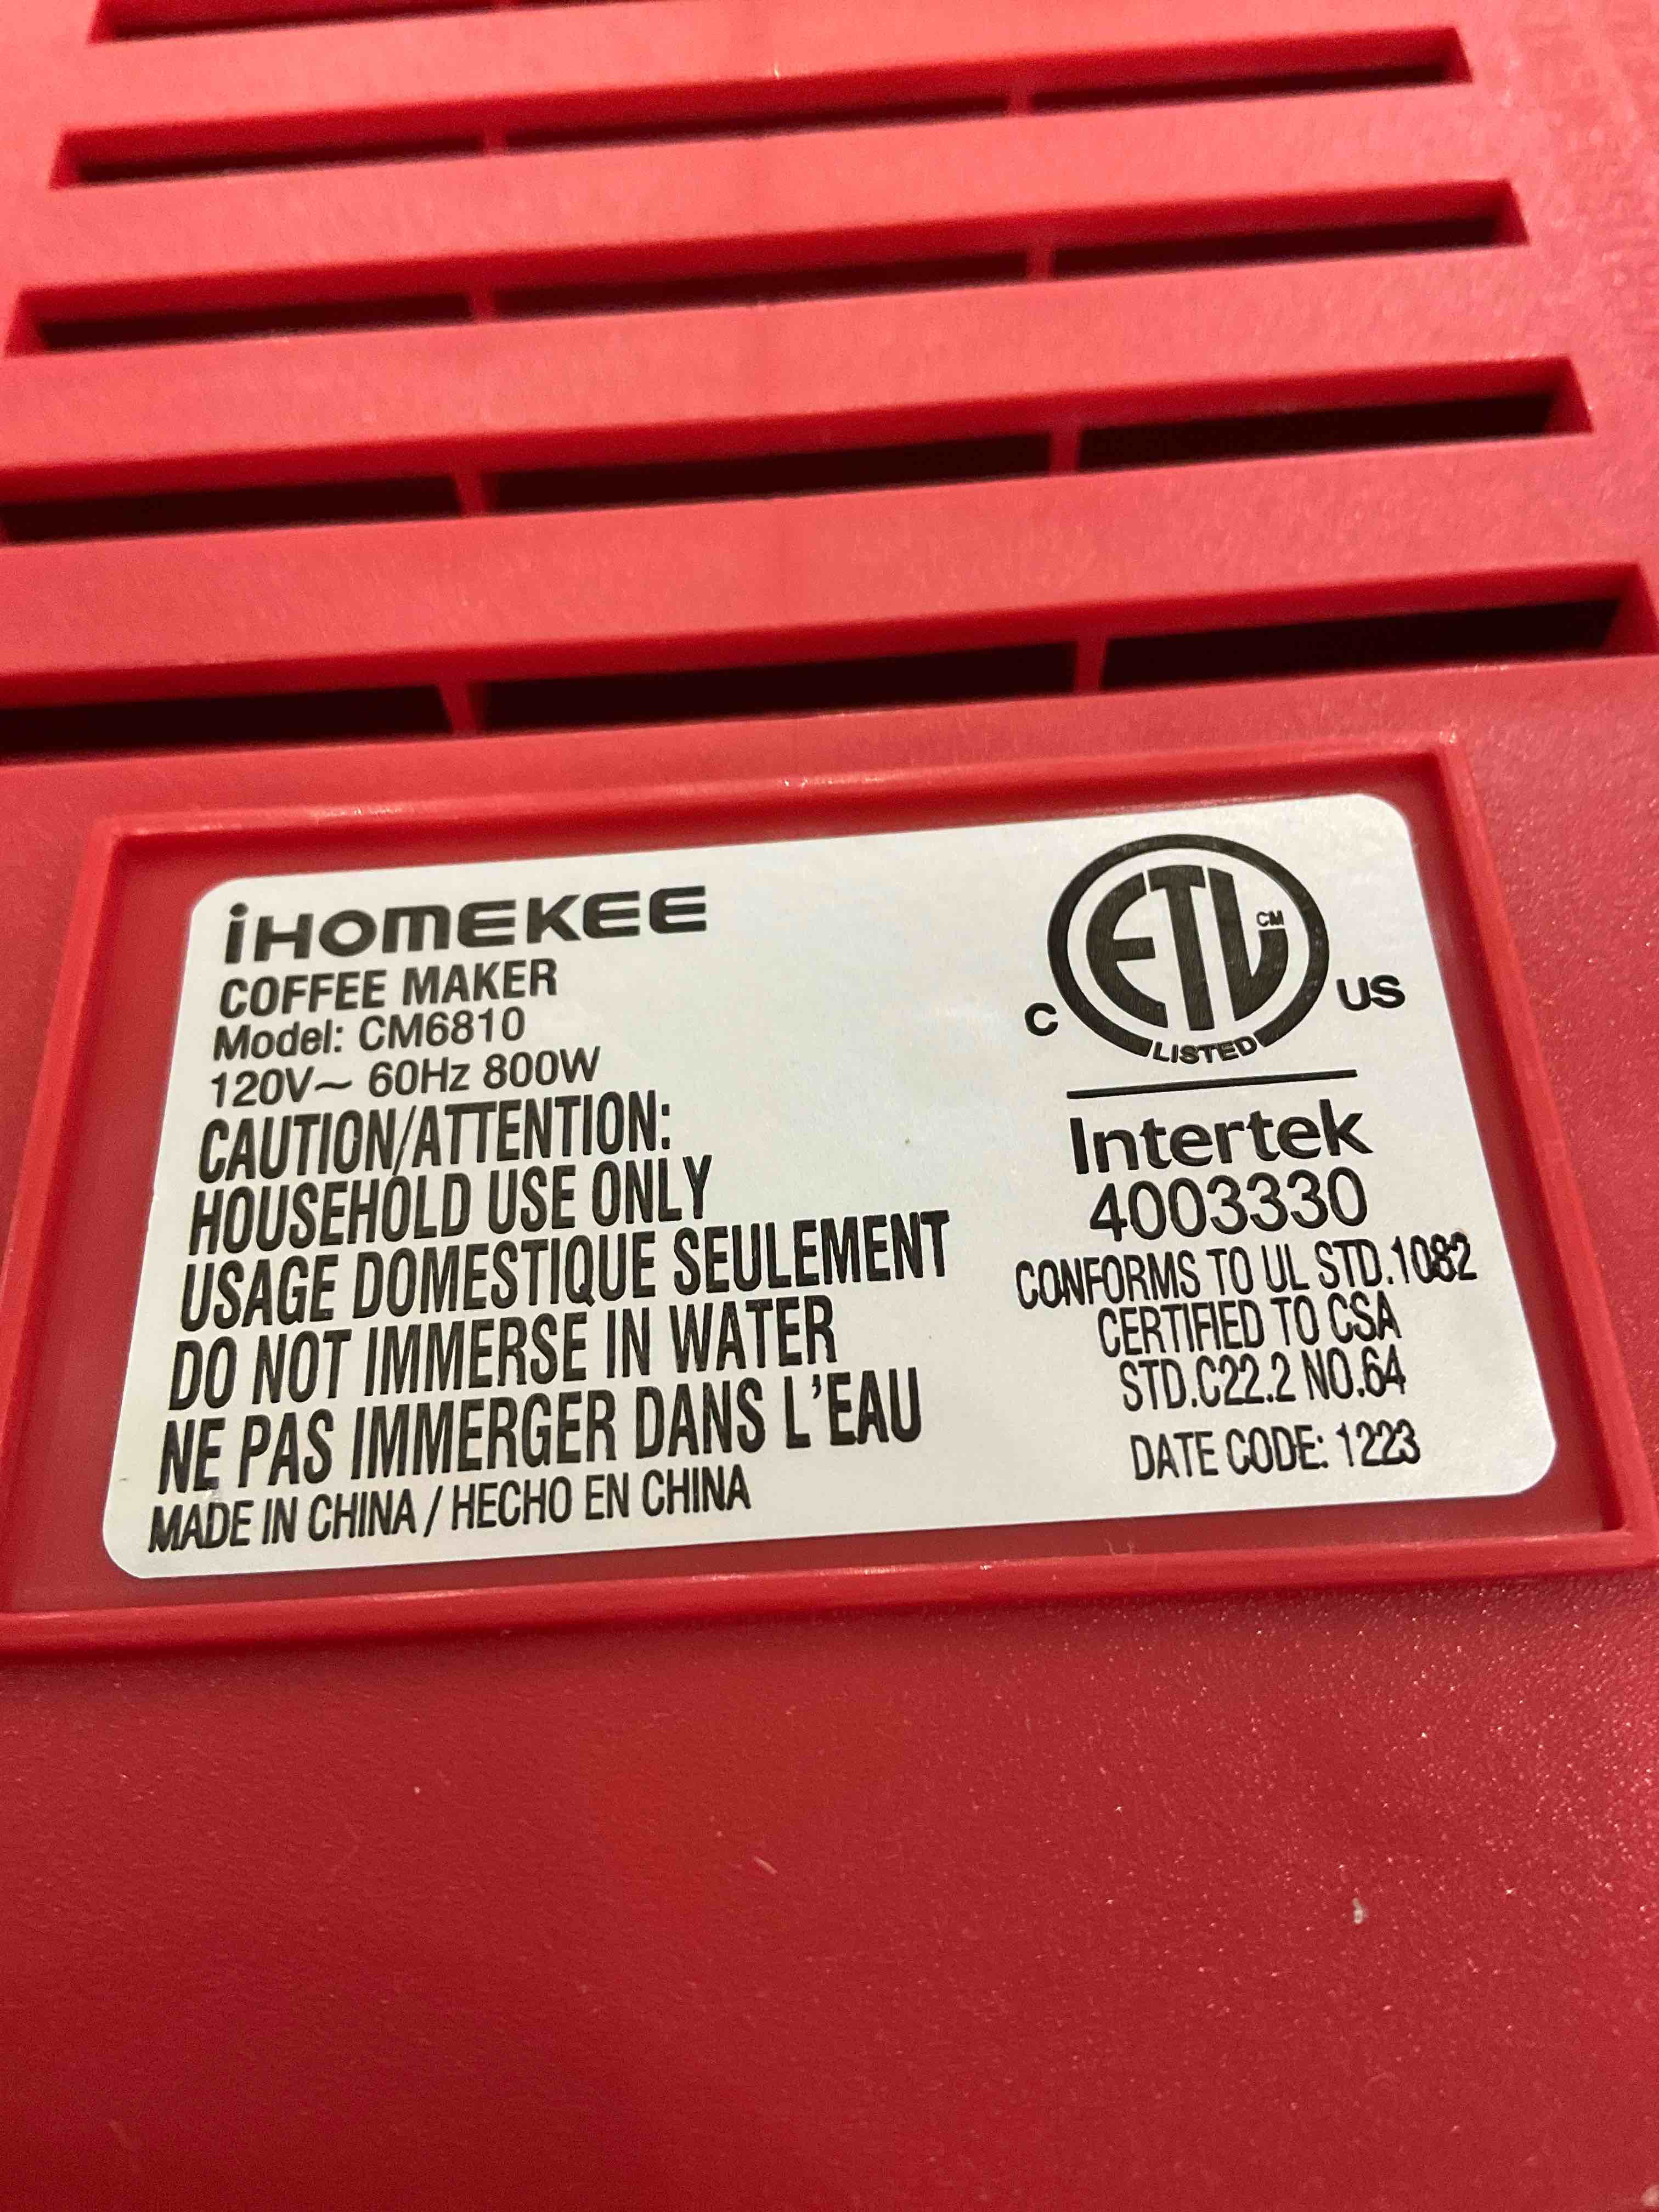 iHOMEKEE
COFFEE MAKER
Model: CM6810
120V~ 60Hz 800W
CAUTION/ATTENTION:
HOUSEHOLD USE ONLY
USAGE DOMESTIQUE SEULEMENT
DO NOT IMMERSE IN WATER
NE PAS IMMERGER DANS L'EAU
MADE IN CHINA / HECHO EN CHINA
ETL CM
C US
LISTED
Intertek
4003330
CONFORMS TO UL STD.1082
CERTIFIED TO CSA
STD.C22.2 NO.64
DATE CODE: 1223